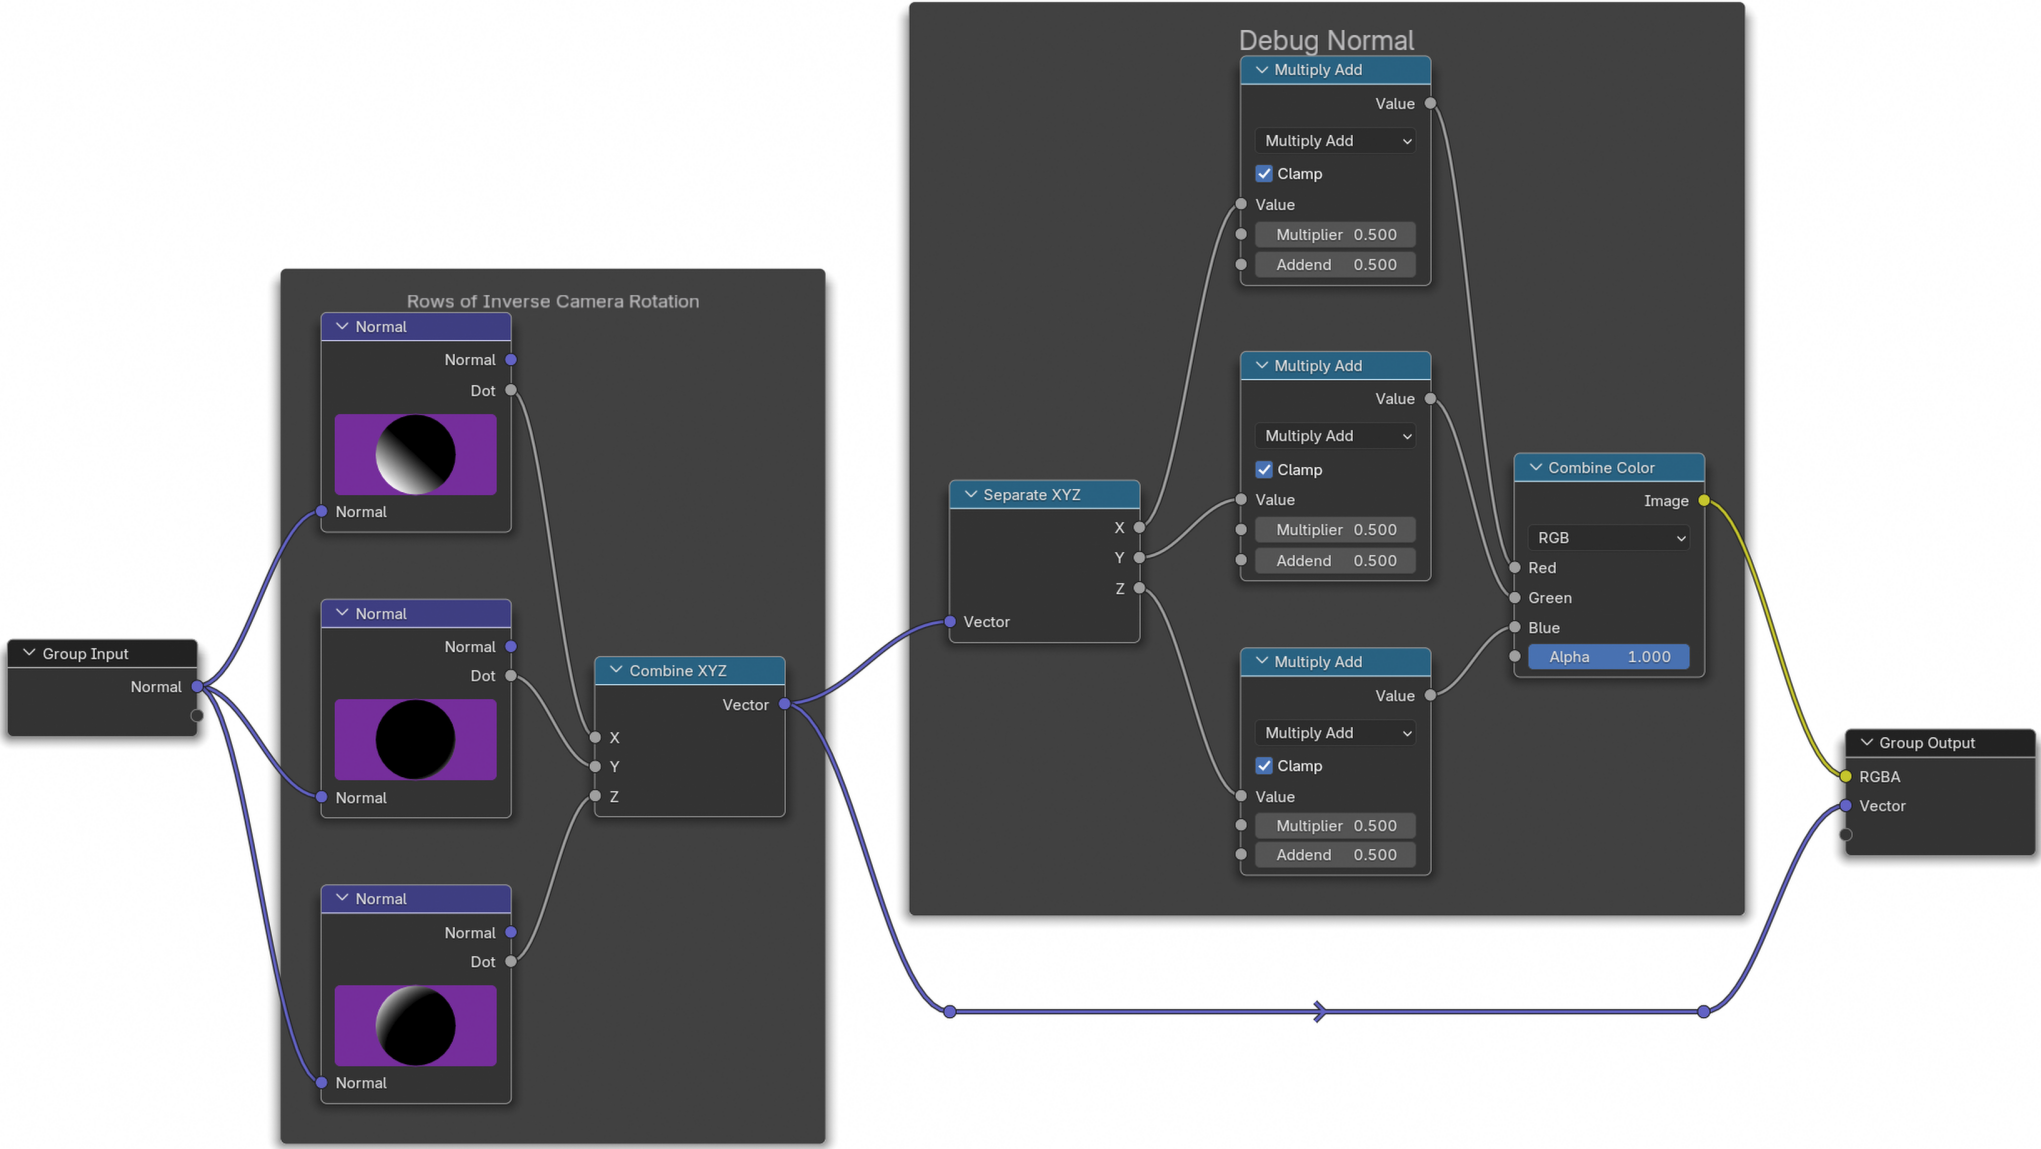 Group Input
Normal
Rows of Inverse Camera Rotation
Normal
Normal
Dot
Normal
Normal
Normal
Dot
Normal
Normal
Normal
Dot
Normal
Combine XYZ
Vector
X
Y
Z
Debug Normal
Separate XYZ
X
Y
Z
Vector
Multiply Add
Value
Multiply Add
Clamp
Value
Multiplier 0.500
Addend 0.500
Multiply Add
Value
Multiply Add
Clamp
Value
Multiplier 0.500
Addend 0.500
Multiply Add
Value
Multiply Add
Clamp
Value
Multiplier 0.500
Addend 0.500
Combine Color
Image
RGB
Red
Green
Blue
Alpha 1.000
Group Output
RGBA
Vector